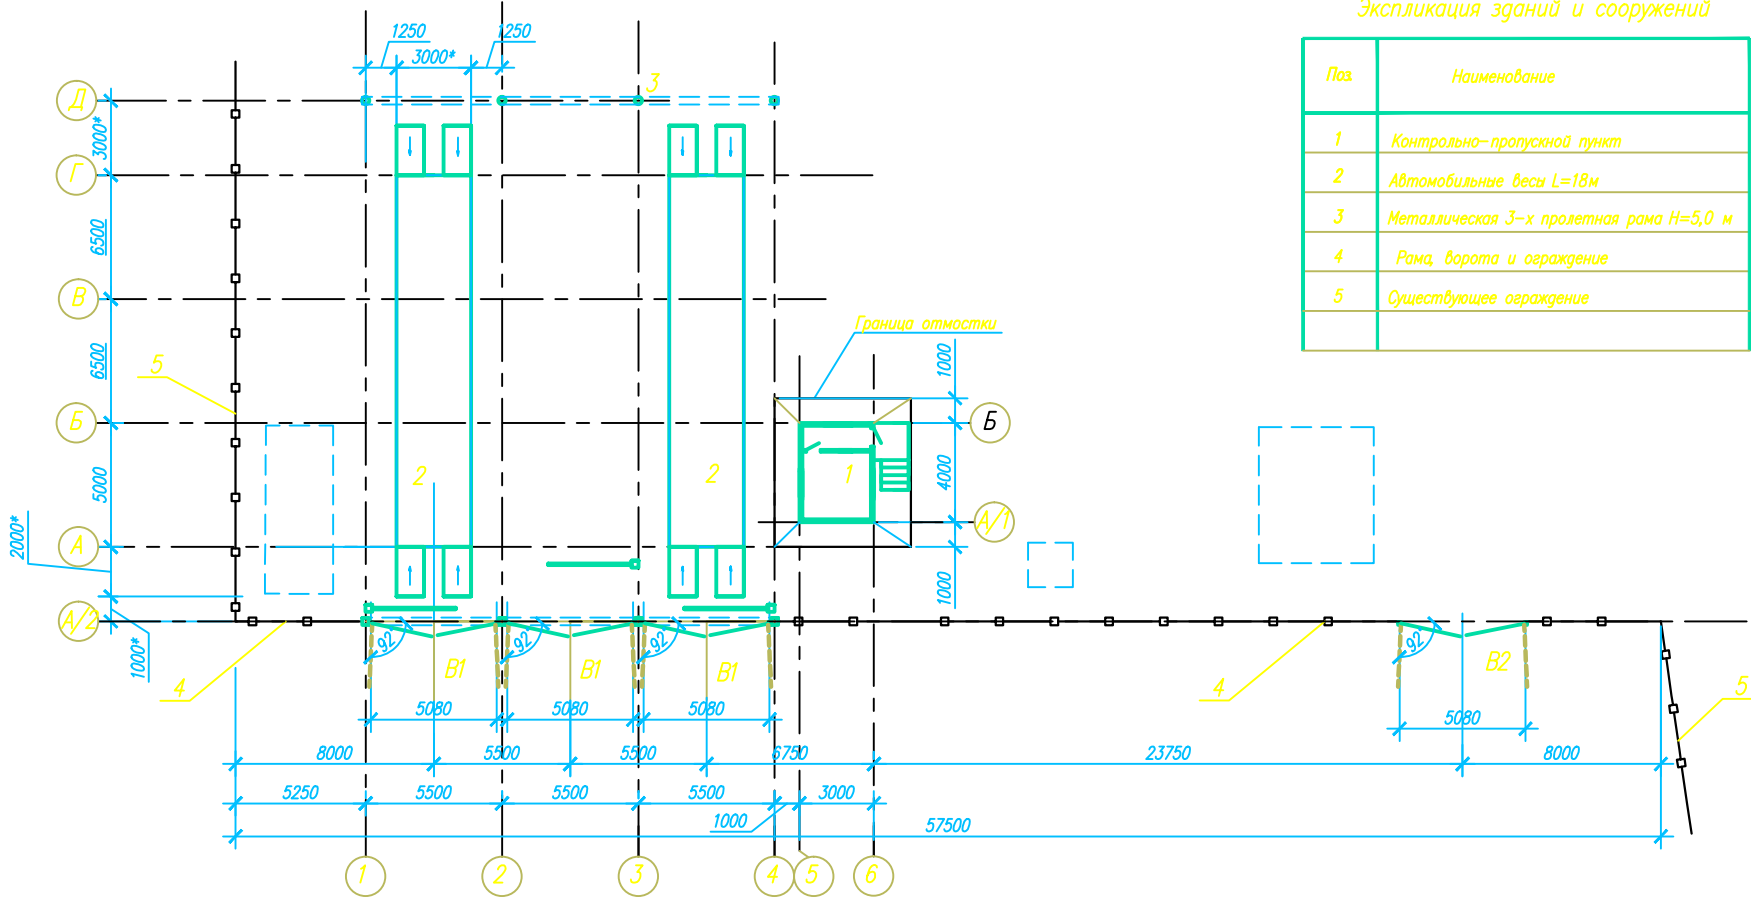 Экспликация зданий и сооружений
Поз. Наименование
1 Контрольно-пропускной пункт
2 Автомобильные весы L=18м
3 Металлическая 3-х пролетная рама Н=5,0 м
4 Рама, ворота и ограждение
5 Существующее ограждение
1250 1250
3000*
3
Д
3000*
Г
6500
В
Граница отмостки
6500
1000
5
Б
Б
2 2 1
5000
4000
2000*
А/1
А
1000
А/2
1000*
92° 92° 92° 92°
В1 В1 В1 В2
4 4 5
5080 5080 5080 5080
8000 5500 5500 6750 23750 8000
5250 5500 5500 5500 3000
1000 57500
1 2 3 4 5 6